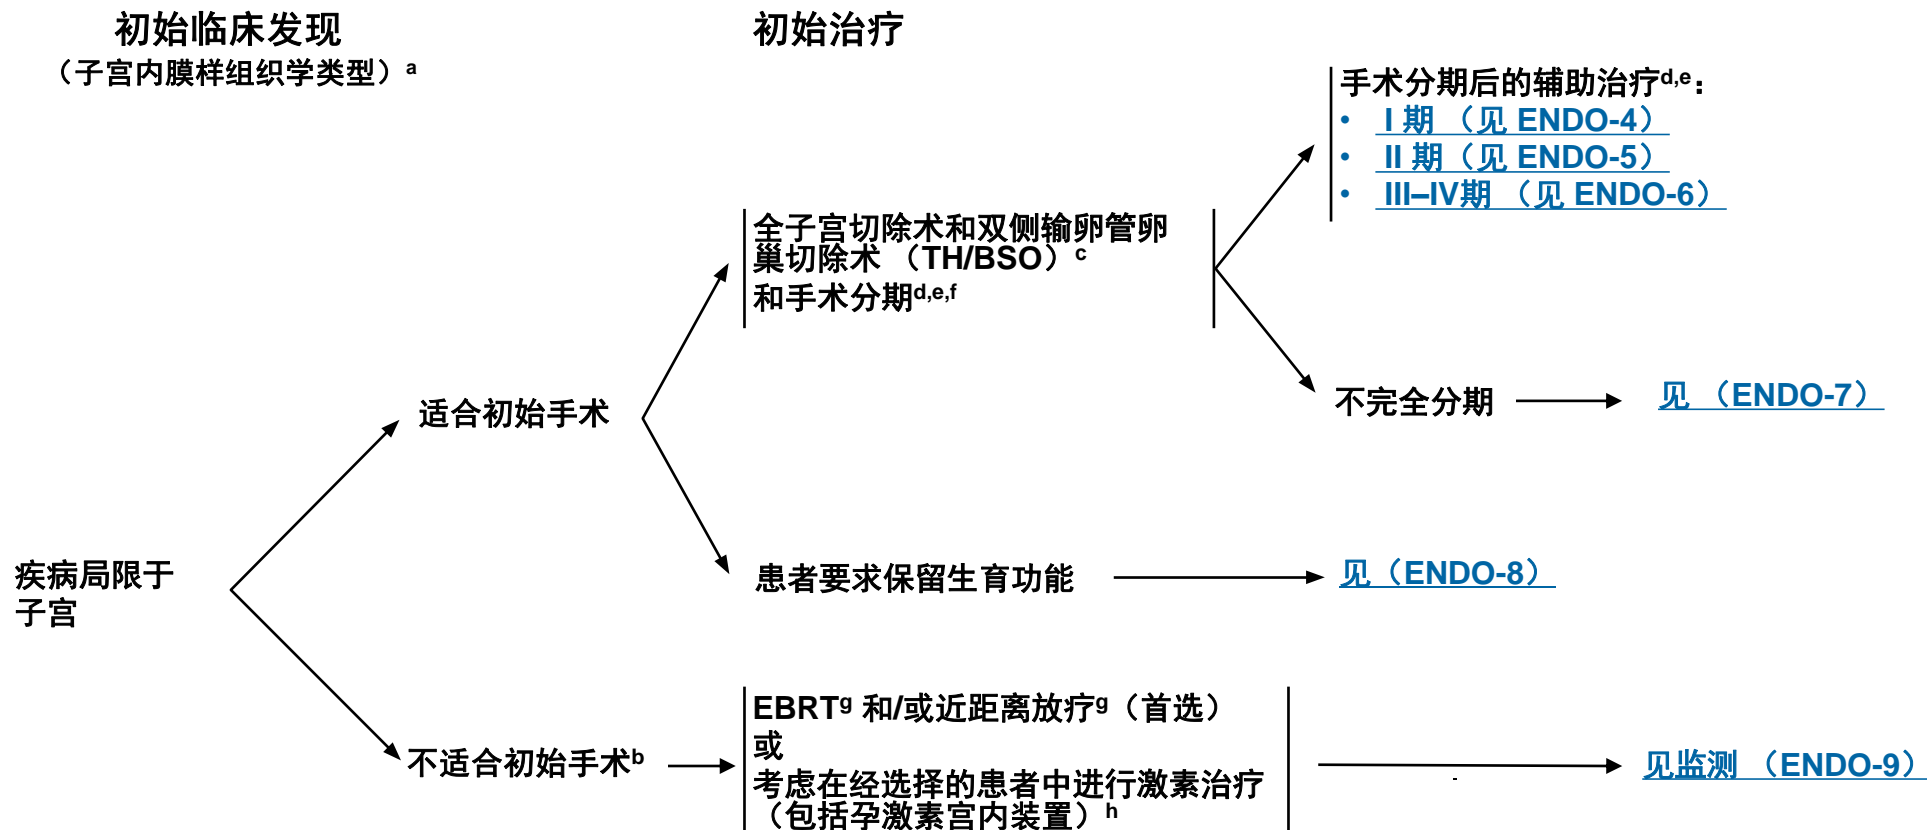 初始临床发现
（子宫内膜样组织学类型）a
初始治疗
手术分期后的辅助治疗d,e：
• I 期 （见 ENDO-4）
• II 期（见 ENDO-5）
• III–IV期 （见 ENDO-6）
全子宫切除术和双侧输卵管卵
巢切除术 （TH/BSO）c
和手术分期d,e,f
不完全分期
见 （ENDO-7）
适合初始手术
患者要求保留生育功能
见（ENDO-8）
疾病局限于
子宫
不适合初始手术b
EBRTg 和/或近距离放疗g（首选）
或
考虑在经选择的患者中进行激素治疗
（包括孕激素宫内装置）h
见监测 （ENDO-9）